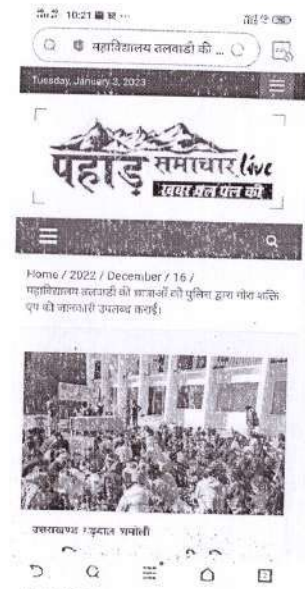 10:21
महाविद्यालय तलवाडी की ...
Tuesday, January 3, 2023
पहाड़ समाचार live
खबर पल पल की
Home / 2022 / December / 16 /
महाविद्यालय तलवाडी की छात्राओं को पुलिस द्वारा गोरा शक्ति
एप की जानकारी उपलब्ध कराई।
उत्तराखण्ड गढ़वाल चमोली